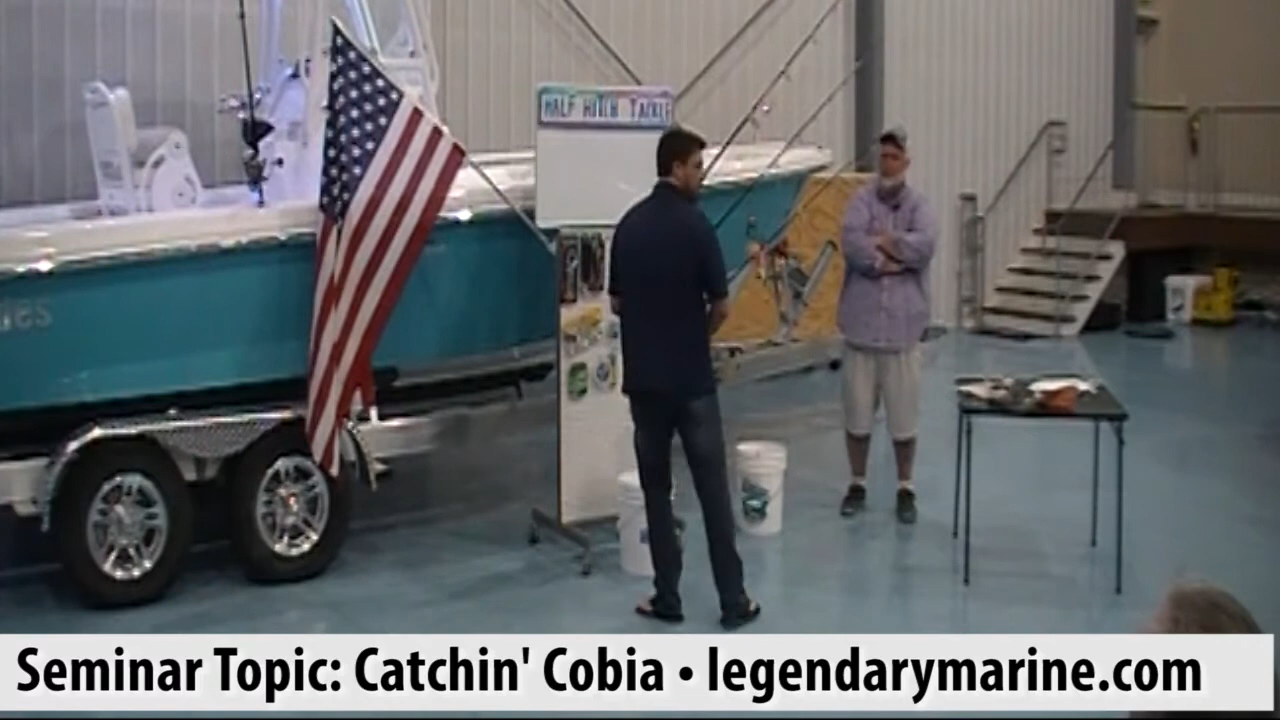 HALF HITCH TACKLE
Seminar Topic: Catchin' Cobia • legendarymarine.com